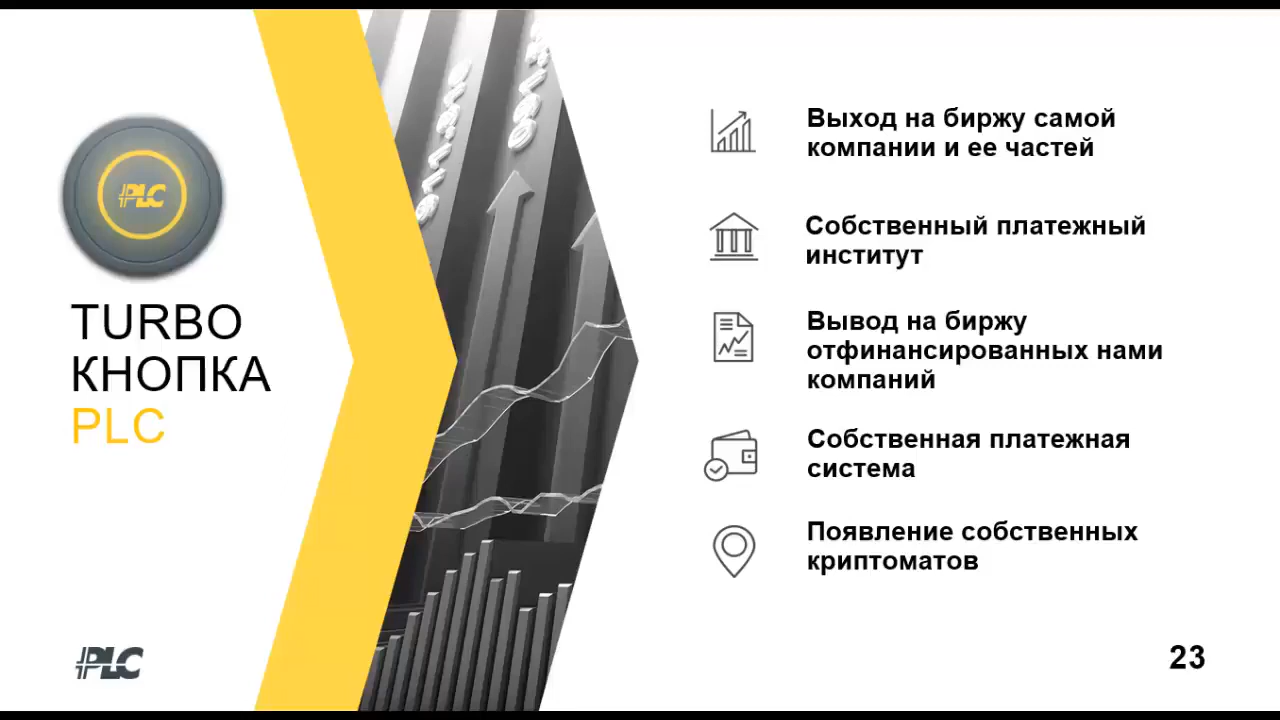 PLC
TURBO
КНОПКА
PLC
Выход на биржу самой
компании и ее частей
Собственный платежный
институт
Вывод на биржу
отфинансированных нами
компаний
Собственная платежная
система
Появление собственных
криптоматов
PLC
23